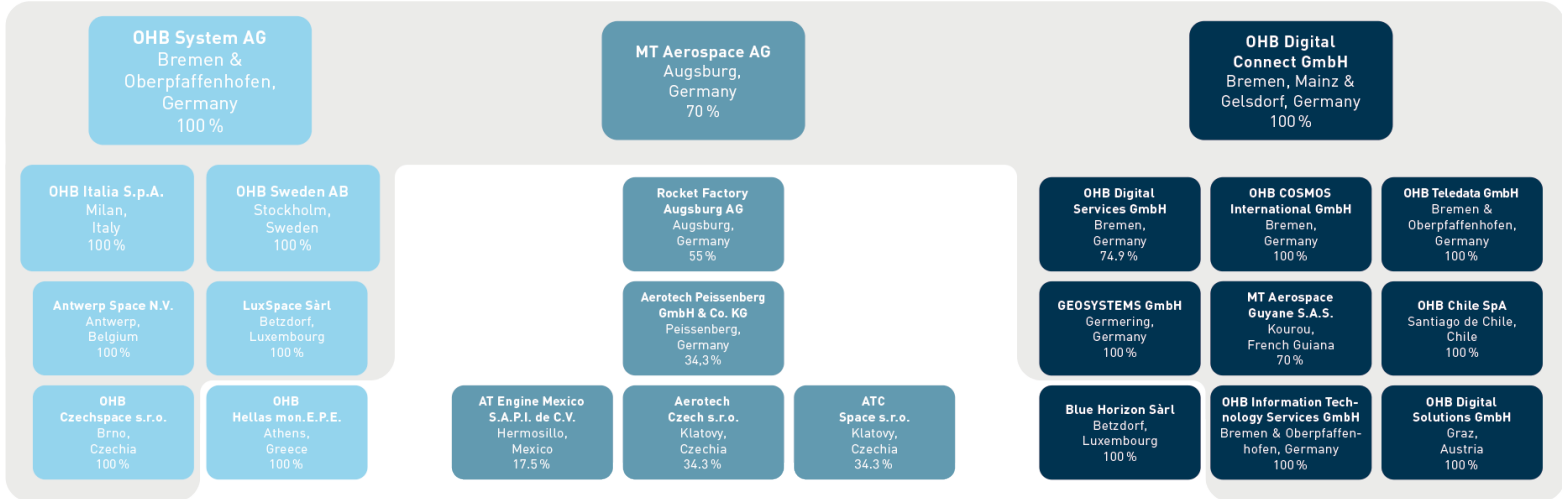 OHB System AG
Bremen &
Oberpfaffenhofen,
Germany
100 %
MT Aerospace AG
Augsburg,
Germany
70 %
OHB Digital
Connect GmbH
Bremen, Mainz &
Gelsdorf, Germany
100 %
OHB Italia S.p.A.
Milan,
Italy
100 %
OHB Sweden AB
Stockholm,
Sweden
100 %
Antwerp Space N.V.
Antwerp,
Belgium
100 %
LuxSpace Sàrl
Betzdorf,
Luxembourg
100 %
OHB
Czechspace s.r.o.
Brno,
Czechia
100 %
OHB
Hellas mon.E.P.E.
Athens,
Greece
100 %
Rocket Factory
Augsburg AG
Augsburg,
Germany
55 %
Aerotech Peissenberg
GmbH & Co. KG
Peissenberg,
Germany
34,3 %
AT Engine Mexico
S.A.P.I. de C.V.
Hermosillo,
Mexico
17.5 %
Aerotech
Czech s.r.o.
Klatovy,
Czechia
34.3 %
ATC
Space s.r.o.
Klatovy,
Czechia
34.3 %
OHB Digital
Services GmbH
Bremen,
Germany
74.9 %
OHB COSMOS
International GmbH
Bremen,
Germany
100 %
OHB Teledata GmbH
Bremen &
Oberpfaffenhofen,
Germany
100 %
GEOSYSTEMS GmbH
Germering,
Germany
100 %
MT Aerospace
Guyane S.A.S.
Kourou,
French Guiana
70 %
OHB Chile SpA
Santiago de Chile,
Chile
100 %
Blue Horizon Sàrl
Betzdorf,
Luxembourg
100 %
OHB Information Tech-
nology Services GmbH
Bremen & Oberpfaffen-
hofen, Germany
100 %
OHB Digital
Solutions GmbH
Graz,
Austria
100 %